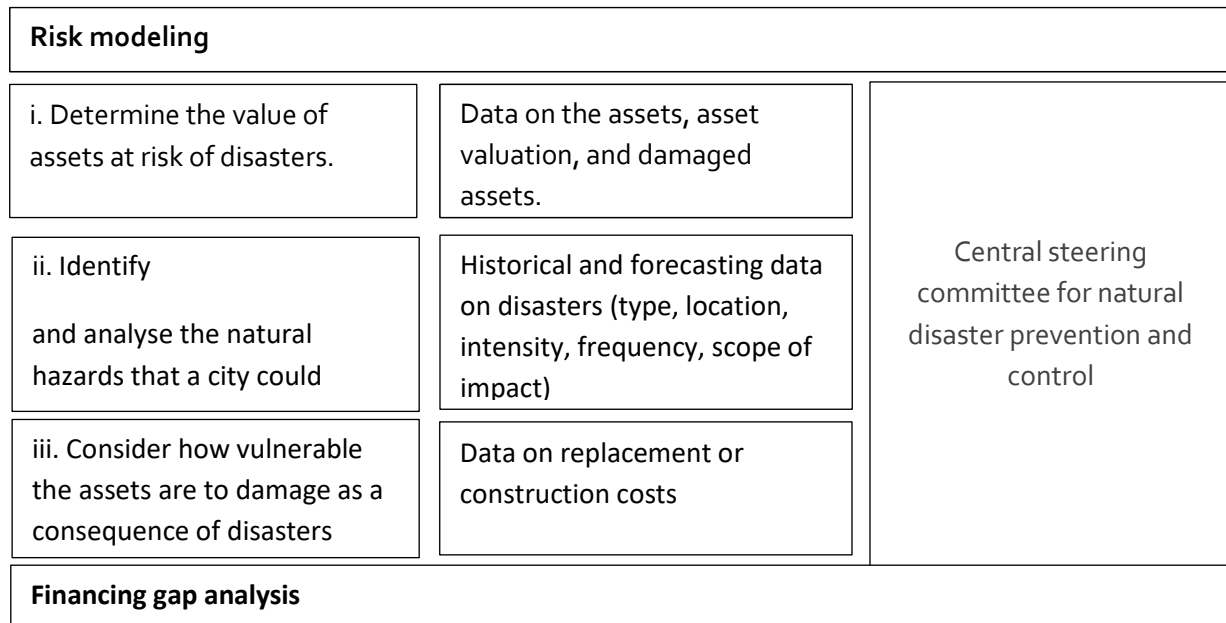 Risk modeling
i. Determine the value of
assets at risk of disasters.
Data on the assets, asset
valuation, and damaged
assets.
ii. Identify
and analyse the natural
hazards that a city could
Historical and forecasting data
on disasters (type, location,
intensity, frequency, scope of
impact)
iii. Consider how vulnerable
the assets are to damage as a
consequence of disasters
Data on replacement or
construction costs
Central steering
committee for natural
disaster prevention and
control
Financing gap analysis